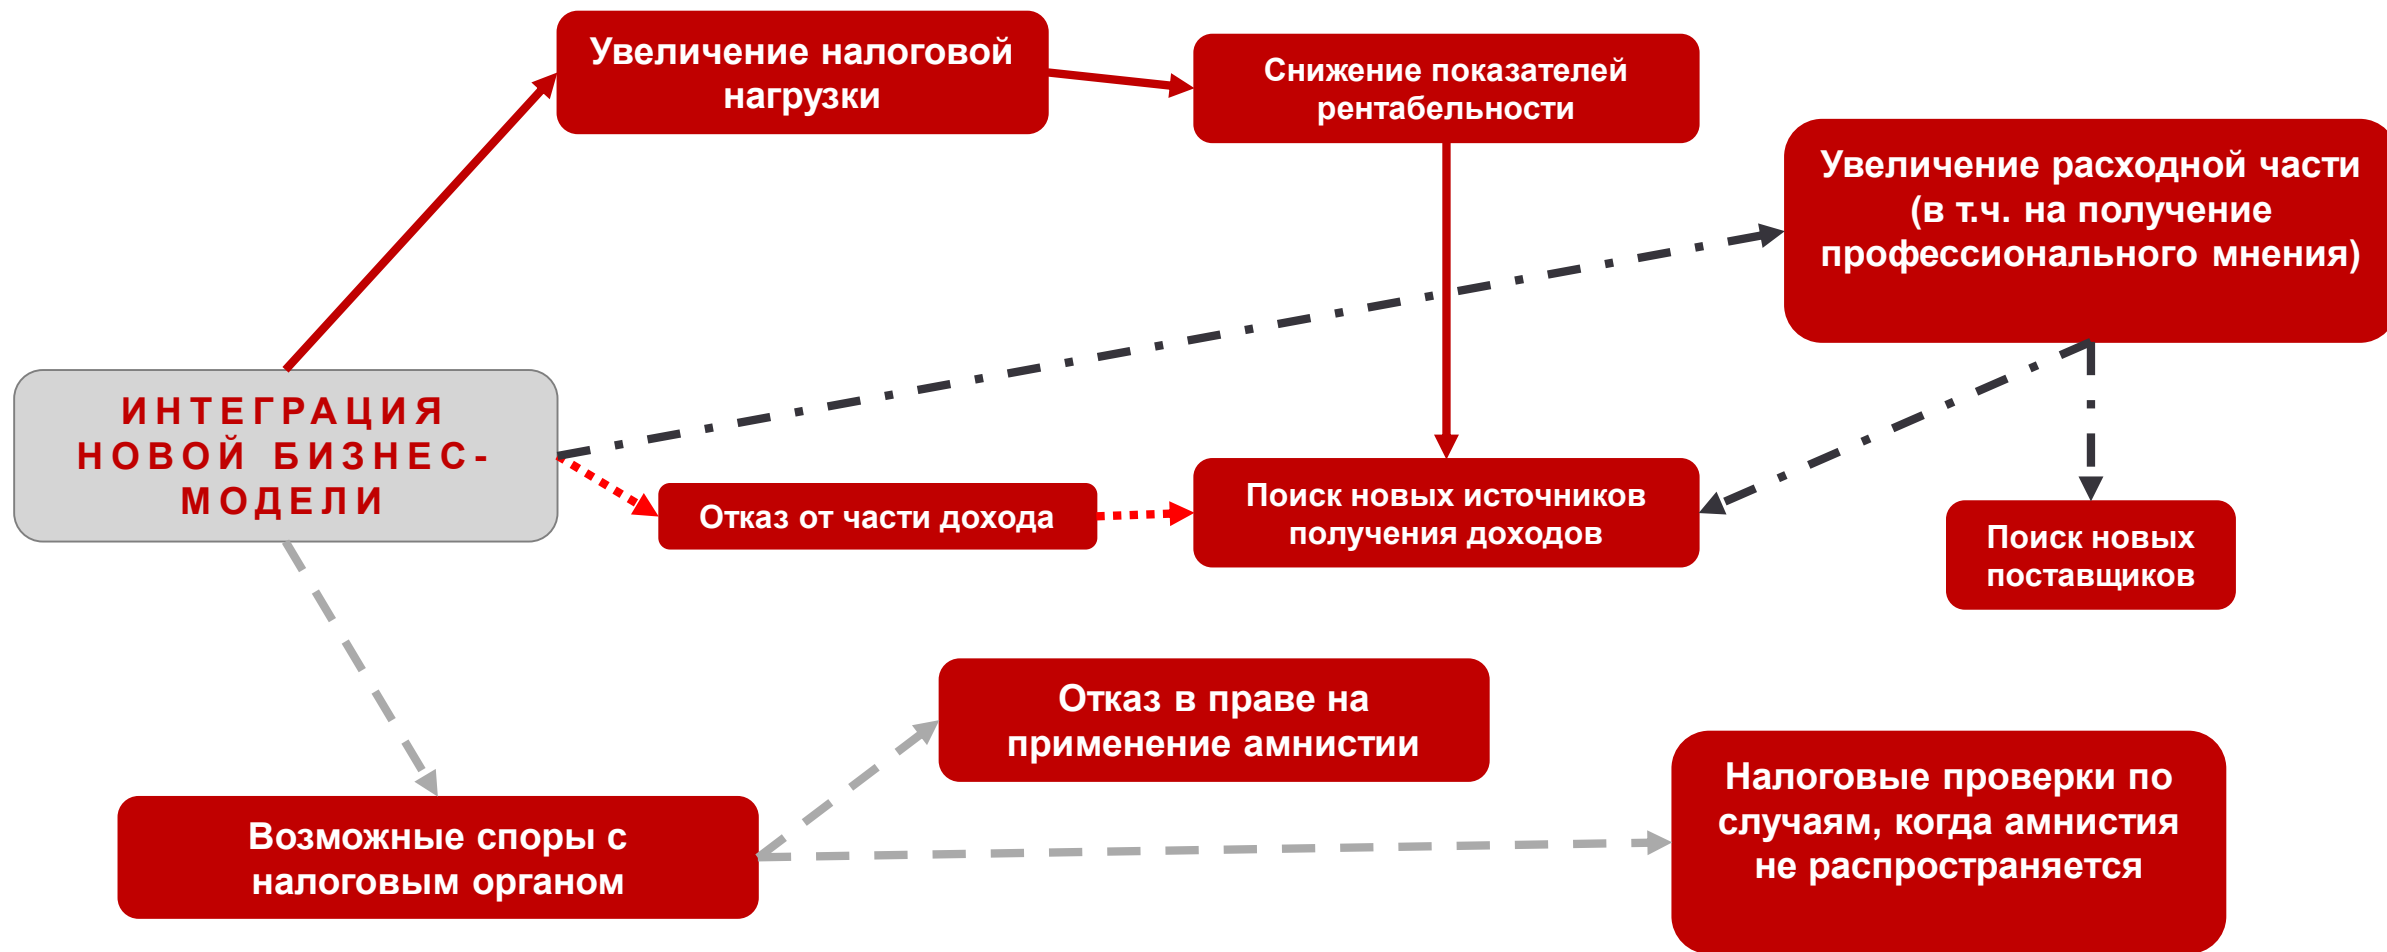 Увеличение налоговой
нагрузки
Снижение показателей
рентабельности
Увеличение расходной части
(в т.ч. на получение
профессионального мнения)
ИНТЕГРАЦИЯ
НОВОЙ БИЗНЕС-
МОДЕЛИ
Отказ от части дохода
Поиск новых источников
получения доходов
Поиск новых
поставщиков
Отказ в праве на
применение амнистии
Налоговые проверки по
случаям, когда амнистия
не распространяется
Возможные споры с
налоговым органом